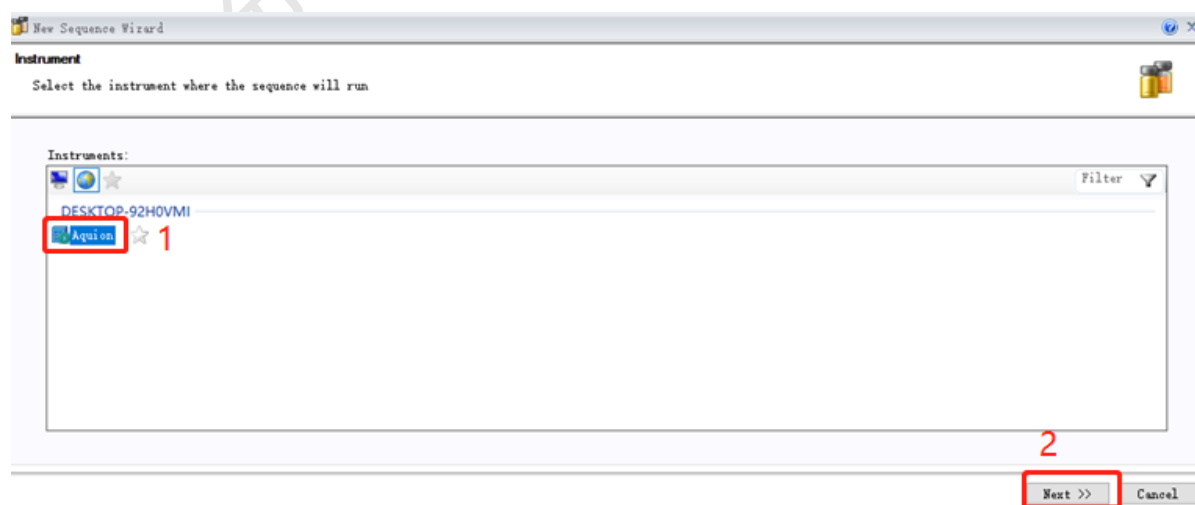 New Sequence Wizard
Instrument
Select the instrument where the sequence will run
Instruments:
Filter
DESKTOP-92H0VMI
Aquion 1
2
Next >> Cancel